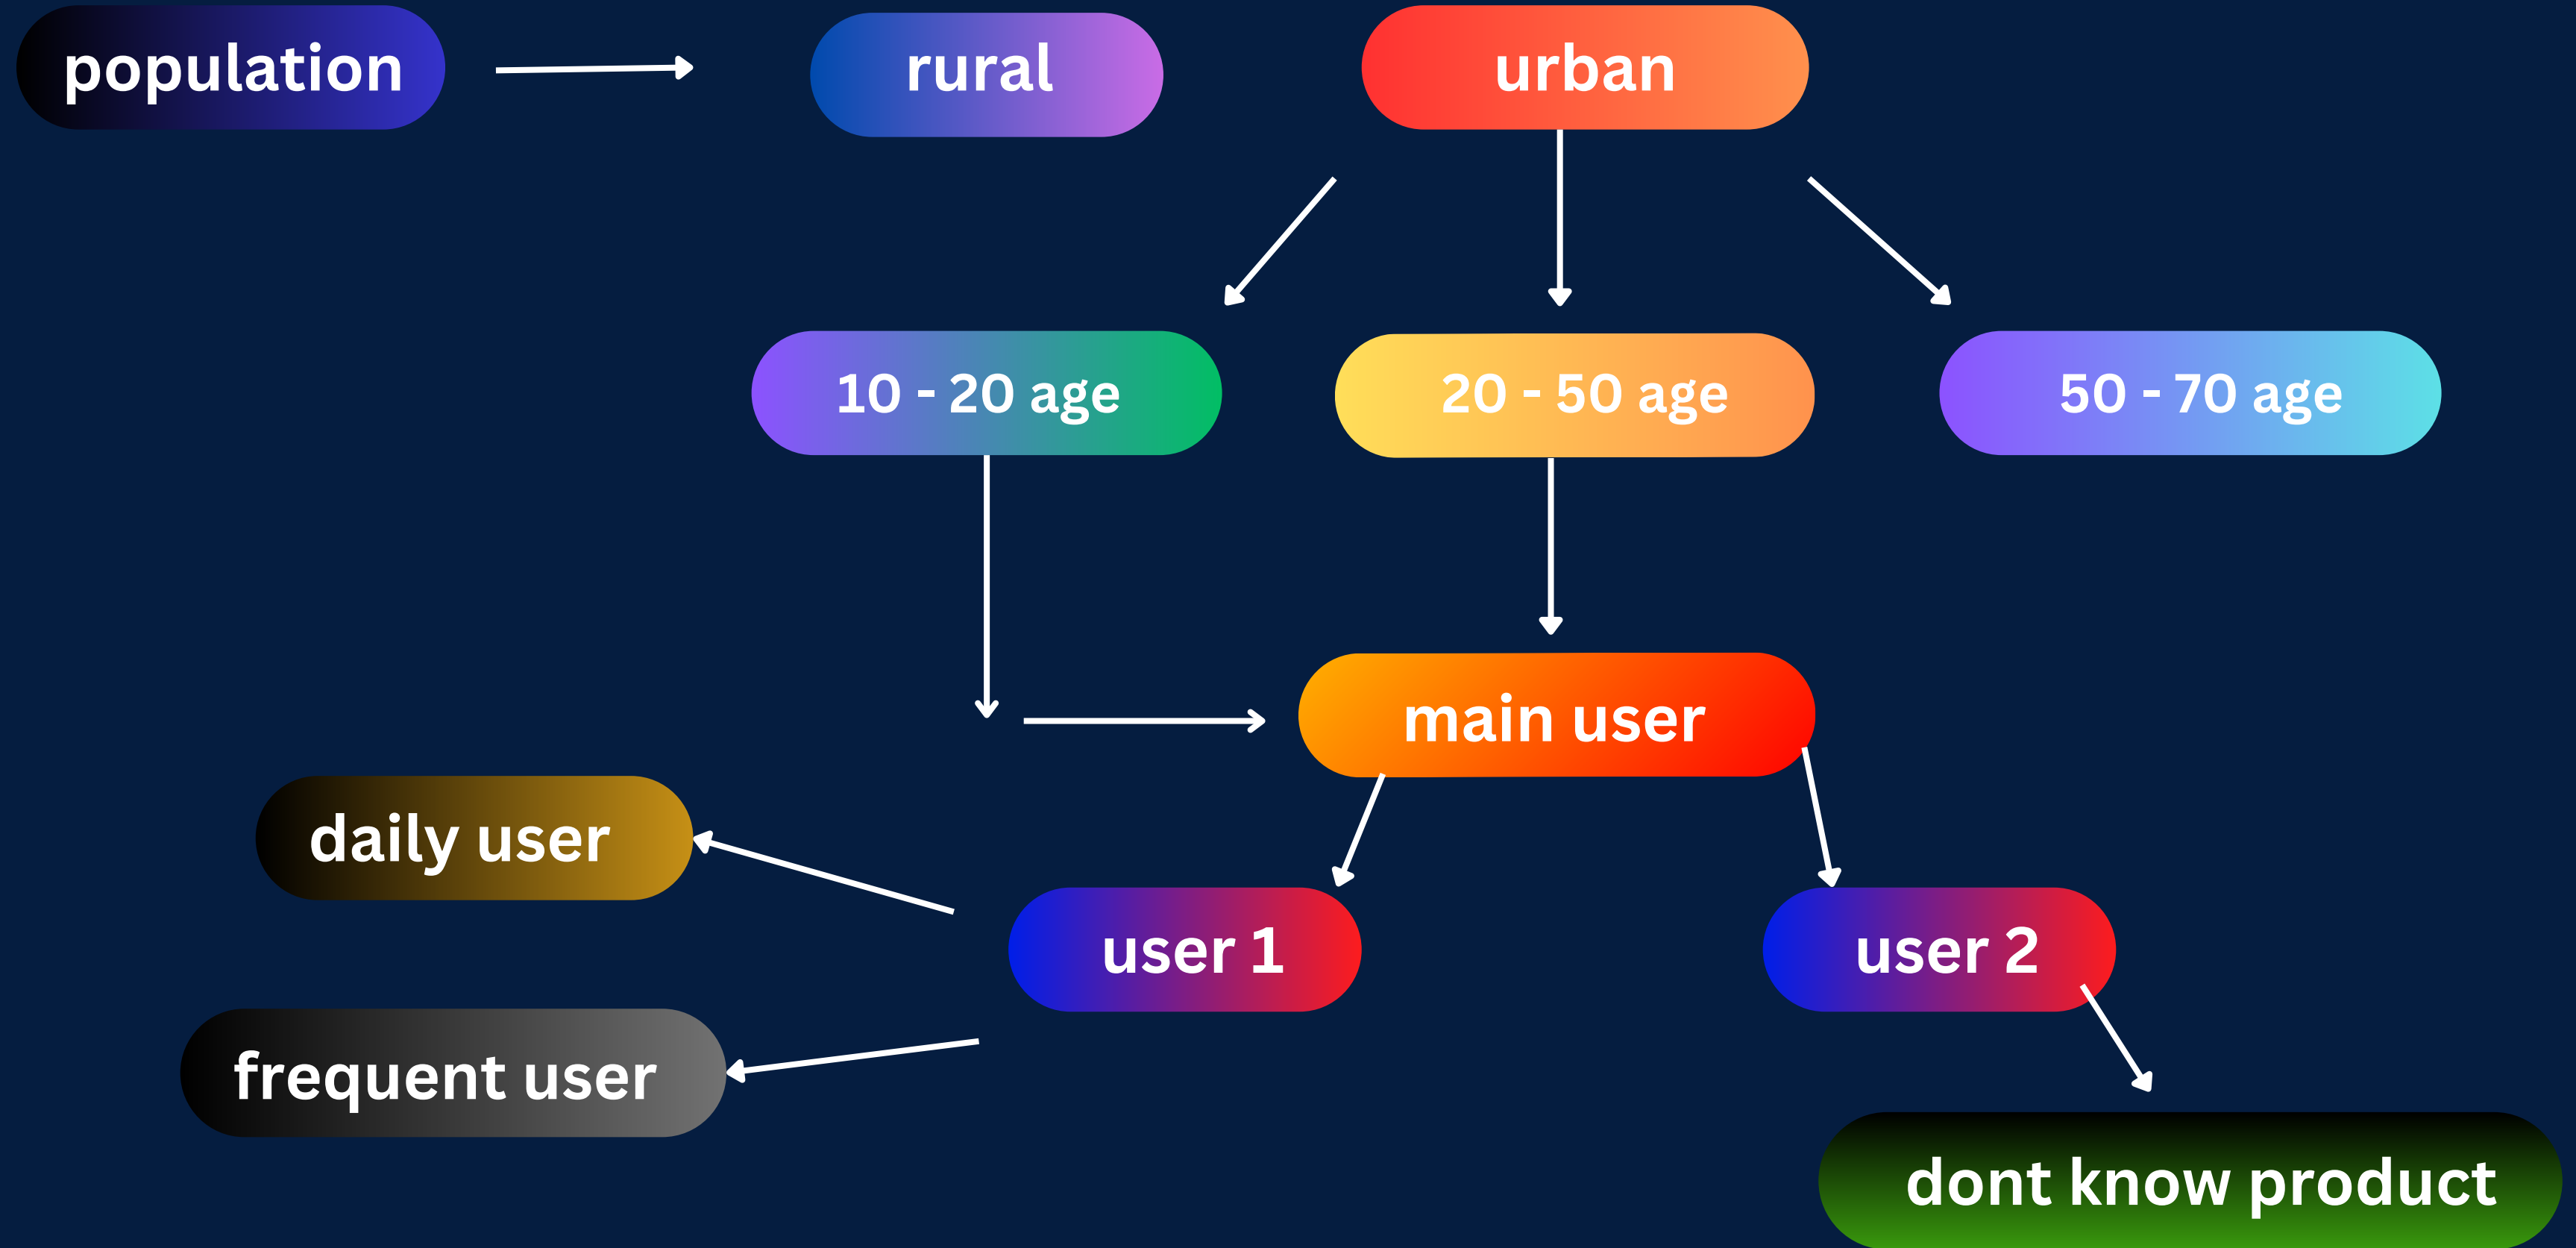 population
rural
urban
10 - 20 age
20 - 50 age
50 - 70 age
main user
daily user
user 1
user 2
frequent user
dont know product